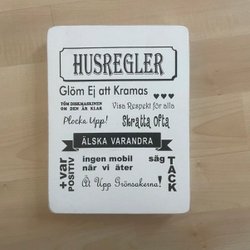 HUSREGLER
Glöm Ej att Kramas
TÖM DISKMASKINEN
OM DEN ÄR KLAR
Visa Respekt för alla
Plocka Upp!
Skratta Ofta
ÄLSKA VARANDRA
+var
POSITIV
ingen mobil
när vi äter
säg
TACK
Ät Upp Grönsakerna!